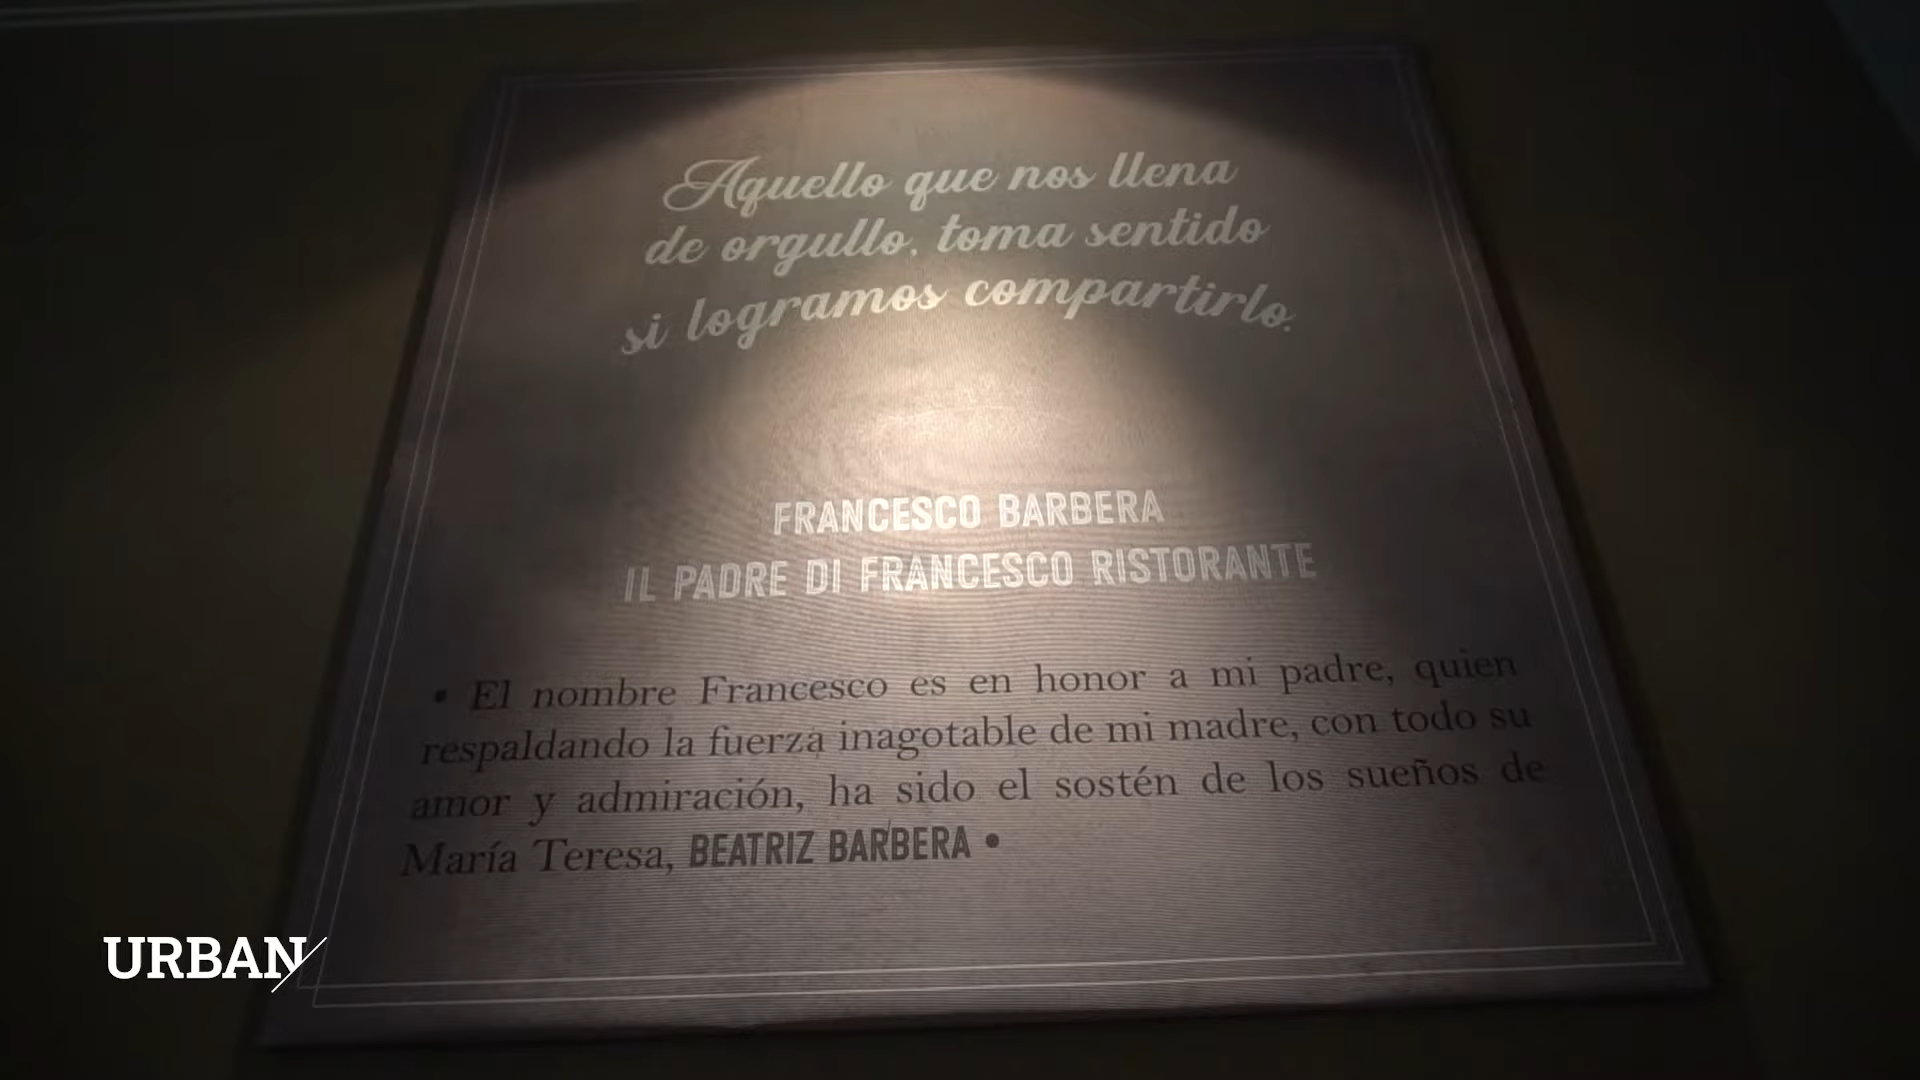 Aquello que nos llena
de orgullo, toma sentido
si logramos compartirlo.
FRANCESCO BARBERA
IL PADRE DI FRANCESCO RISTORANTE
• El nombre Francesco es en honor a mi padre, quien
respaldando la fuerza inagotable de mi madre, con todo su
amor y admiración, ha sido el sostén de los sueños de
María Teresa, BEATRIZ BARBERA •
URBAN